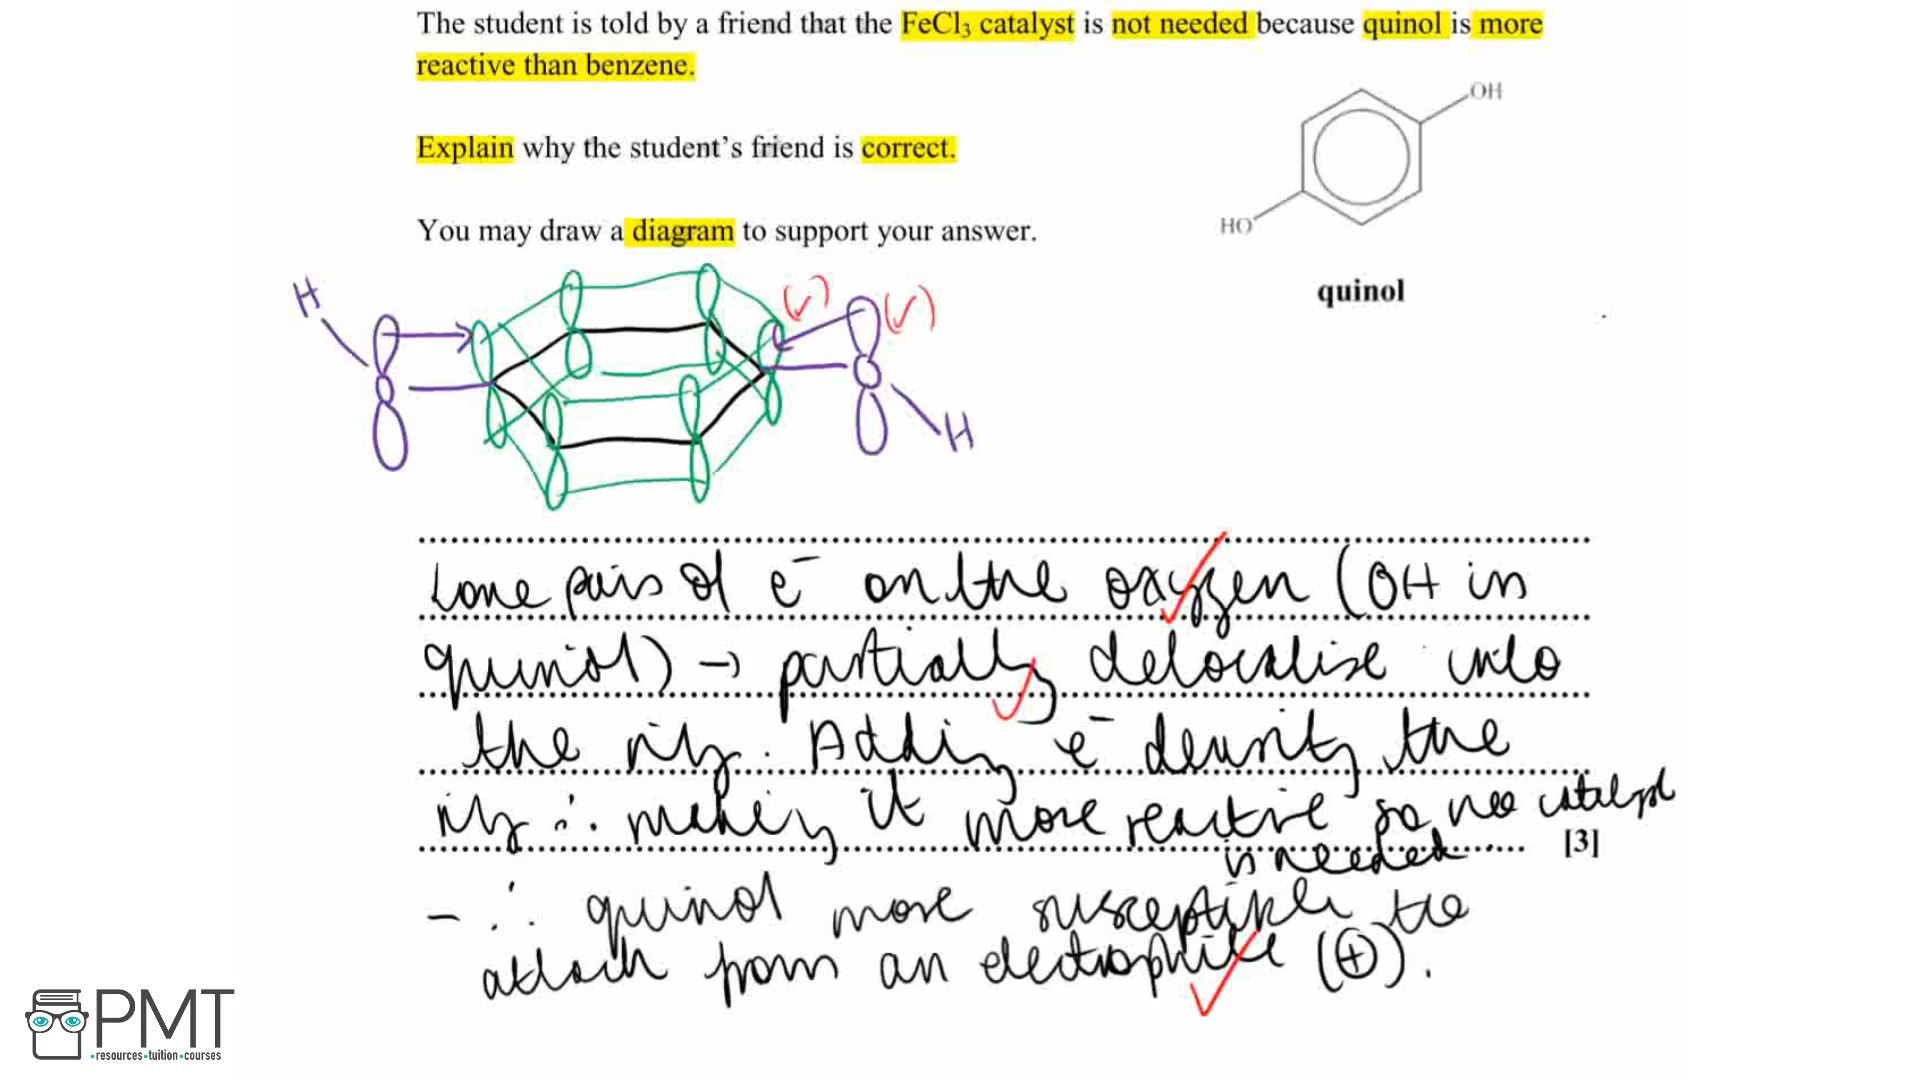 The student is told by a friend that the FeCl₃ catalyst is not needed because quinol is more
reactive than benzene.
OH
Explain why the student's friend is correct.
HO
You may draw a diagram to support your answer.
quinol
H
(✓) (✓)
H
Lone pairs of e⁻ on the oxygen (OH in
quinol) → partially delocalise into
the ring. Adding e⁻ density the
ring ∴ making it more reactive so no catalyst
is needed. [3]
- ∴ quinol more susceptible to
attack from an electrophile (⊕).
PMT
•resources•tuition•courses